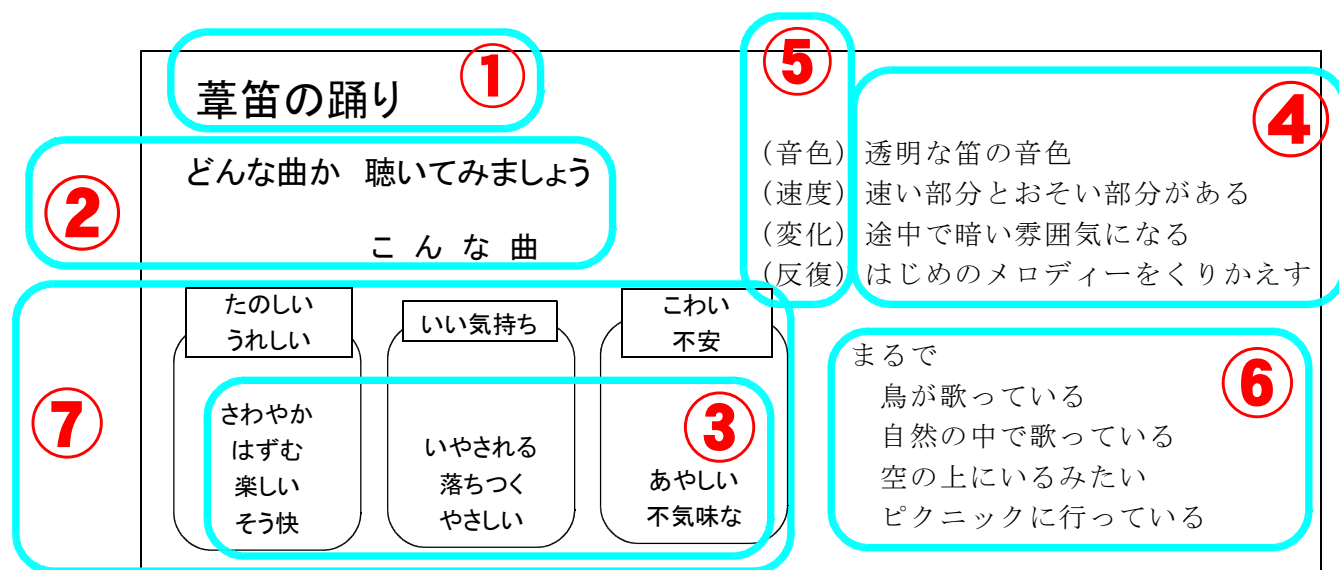 ①
葦笛の踊り
②
どんな曲か 聴いてみましょう
こんな曲
⑦
たのしい
うれしい
いい気持ち
こわい
不安
③
さわやか
はずむ
楽しい
そう快
いやされる
落ちつく
やさしい
あやしい
不気味な
⑤
④
(音色) 透明な笛の音色
(速度) 速い部分とおそい部分がある
(変化) 途中で暗い雰囲気になる
(反復) はじめのメロディーをくりかえす
⑥
まるで
鳥が歌っている
自然の中で歌っている
空の上にいるみたい
ピクニックに行っている